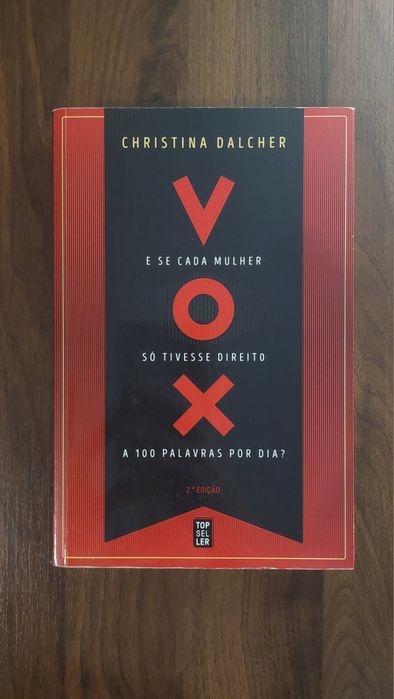 CHRISTINA DALCHER
V
E SE CADA MULHER
O
SÓ TIVESSE DIREITO
X
A 100 PALAVRAS POR DIA?
2.ª EDIÇÃO
TOP
SEL
LER